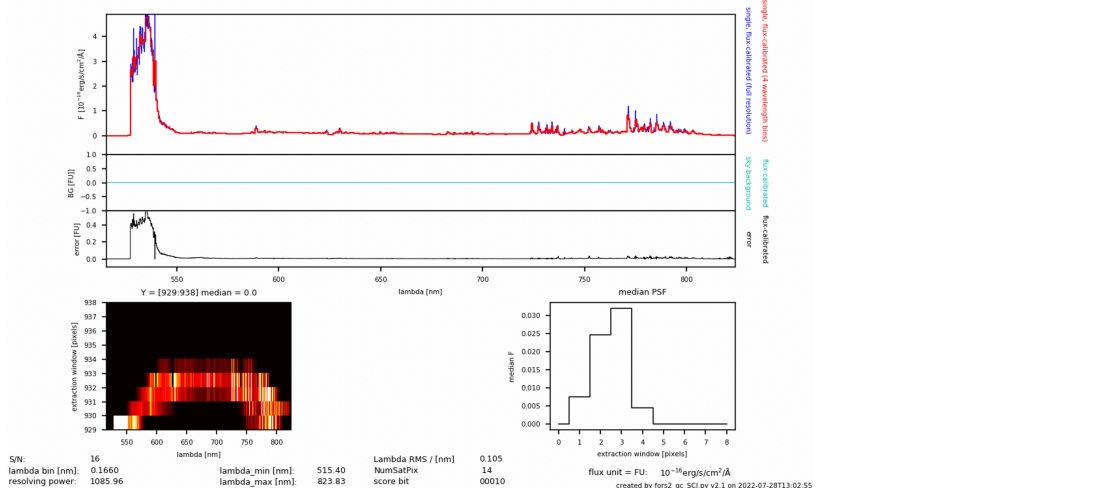 F [10⁻¹⁶erg/s/cm²/Å]
4
3
2
1
0
single, flux-calibrated (full resolution)
single, flux-calibrated (4 wavelength bins)
BG [FU]]
1.0
0.5
0.0
−0.5
−1.0
sky background
flux-calibrated
error [FU]
0.4
0.2
0.0
error
flux-calibrated
550 600 650 700 750 800
lambda [nm]
Y = [929:938] median = 0.0
extraction window [pixels]
938
937
936
935
934
933
932
931
930
929
550 600 650 700 750 800
lambda [nm]
median PSF
median F
0.030
0.025
0.020
0.015
0.010
0.005
0.000
0 1 2 3 4 5 6 7 8
extraction window [pixels]
S/N: 16 Lambda RMS / [nm] 0.105
lambda bin [nm]: 0.1660 lambda_min [nm]: 515.40 NumSatPix 14 flux unit = FU: 10⁻¹⁶erg/s/cm²/Å
resolving power: 1085.96 lambda_max [nm]: 823.83 score bit 00010
created by fors2_qc_SCI.py v2.1 on 2022-07-28T13:02:55